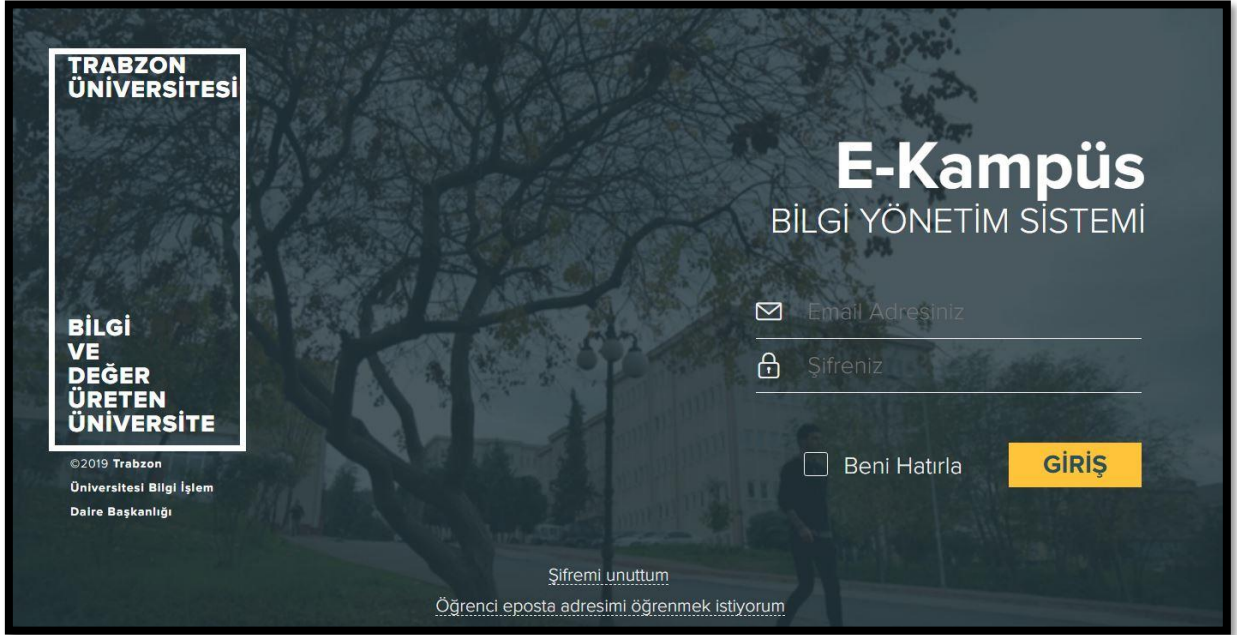 TRABZON
ÜNİVERSİTESİ
BİLGİ
VE
DEĞER
ÜRETEN
ÜNİVERSİTE
©2019 Trabzon
Üniversitesi Bilgi İşlem
Daire Başkanlığı
E-Kampüs
BİLGİ YÖNETİM SİSTEMİ
Email Adresiniz
Şifreniz
Beni Hatırla
GİRİŞ
Şifremi unuttum
Öğrenci eposta adresimi öğrenmek istiyorum